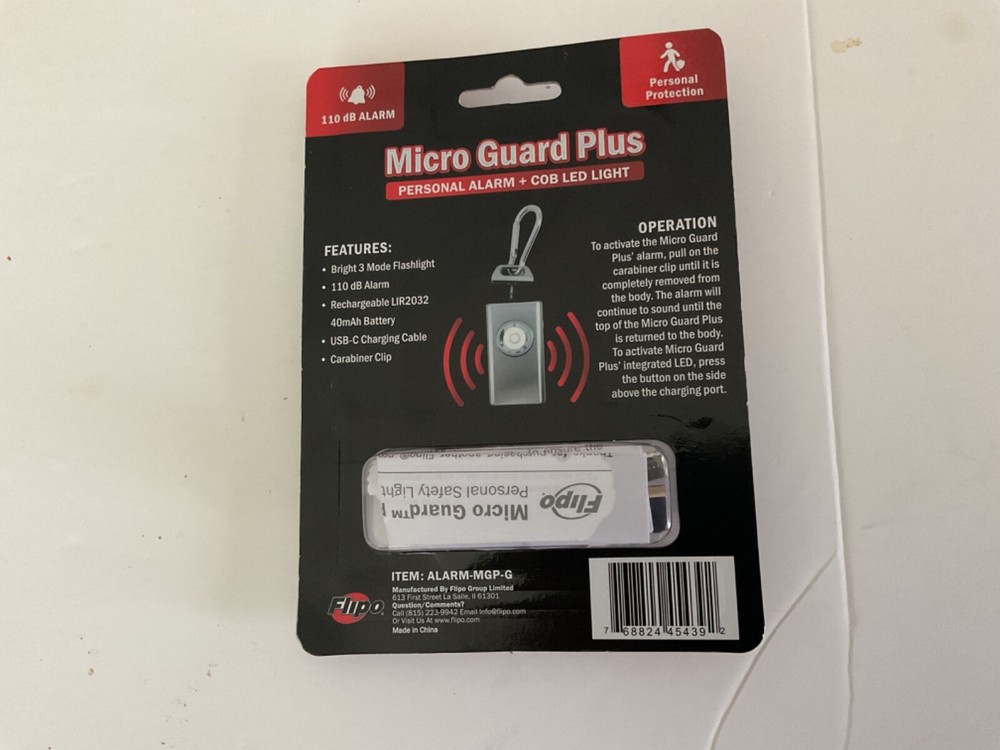 110 dB ALARM
Personal
Protection
Micro Guard Plus
PERSONAL ALARM + COB LED LIGHT
FEATURES:
• Bright 3 Mode Flashlight
• 110 dB Alarm
• Rechargeable LIR2032
40mAh Battery
• USB-C Charging Cable
• Carabiner Clip
OPERATION
To activate the Micro Guard
Plus' alarm, pull on the
carabiner clip until it is
completely removed from
the body. The alarm will
continue to sound until the
top of the Micro Guard Plus
is returned to the body.
To activate Micro Guard
Plus' integrated LED, press
the button on the side
above the charging port.
Flipo
Micro Guard™
Personal Safety Light
purchasing another Flipo®
ITEM: ALARM-MGP-G
Manufactured By Flipo Group Limited
613 First Street La Salle, Il 61301
Question/Comments?
Call (815) 223-9942 Email Info@flipo.com
Or Visit Us At www.flipo.com
Made in China
Flipo
7 68824 45439 2